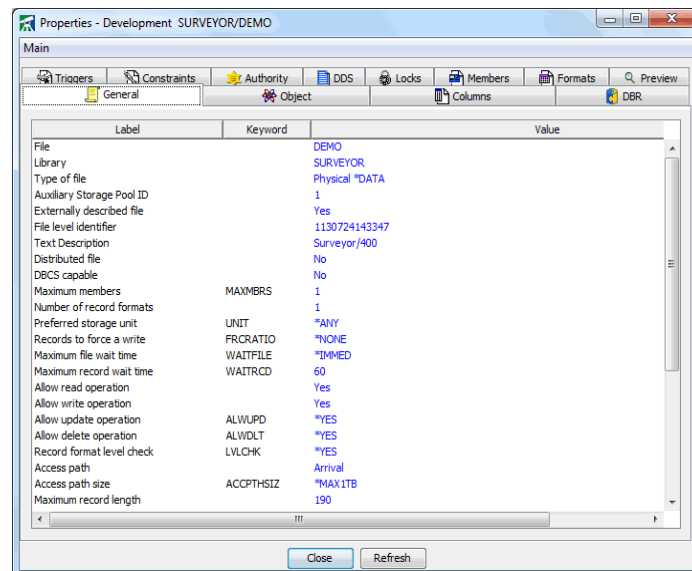 Properties - Development SURVEYOR/DEMO
Main
Triggers Constraints Authority DDS Locks Members Formats Preview
General Object Columns DBR
Label Keyword Value
File DEMO
Library SURVEYOR
Type of file Physical *DATA
Auxiliary Storage Pool ID 1
Externally described file Yes
File level identifier 1130724143347
Text Description Surveyor/400
Distributed file No
DBCS capable No
Maximum members MAXMBRS 1
Number of record formats 1
Preferred storage unit UNIT *ANY
Records to force a write FRCRATIO *NONE
Maximum file wait time WAITFILE *IMMED
Maximum record wait time WAITRCD 60
Allow read operation Yes
Allow write operation Yes
Allow update operation ALWUPD *YES
Allow delete operation ALWDLT *YES
Record format level check LVLCHK *YES
Access path Arrival
Access path size ACCPTHSIZ *MAX1TB
Maximum record length 190
Close Refresh